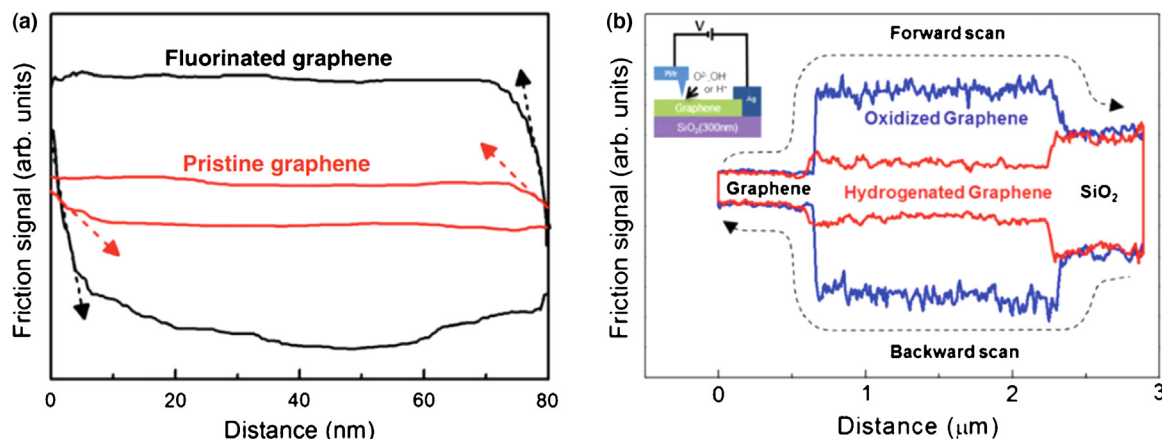 (a)
Fluorinated graphene
Pristine graphene
Friction signal (arb. units)
0 20 40 60 80
Distance (nm)
(b)
Forward scan
V
Pt/Ir
O²⁻,OH⁻
or H⁺
Ag
Graphene
SiO₂(300nm)
Oxidized Graphene
Graphene
Hydrogenated Graphene
SiO₂
Backward scan
Friction signal (arb. units)
0 1 2 3
Distance (μm)